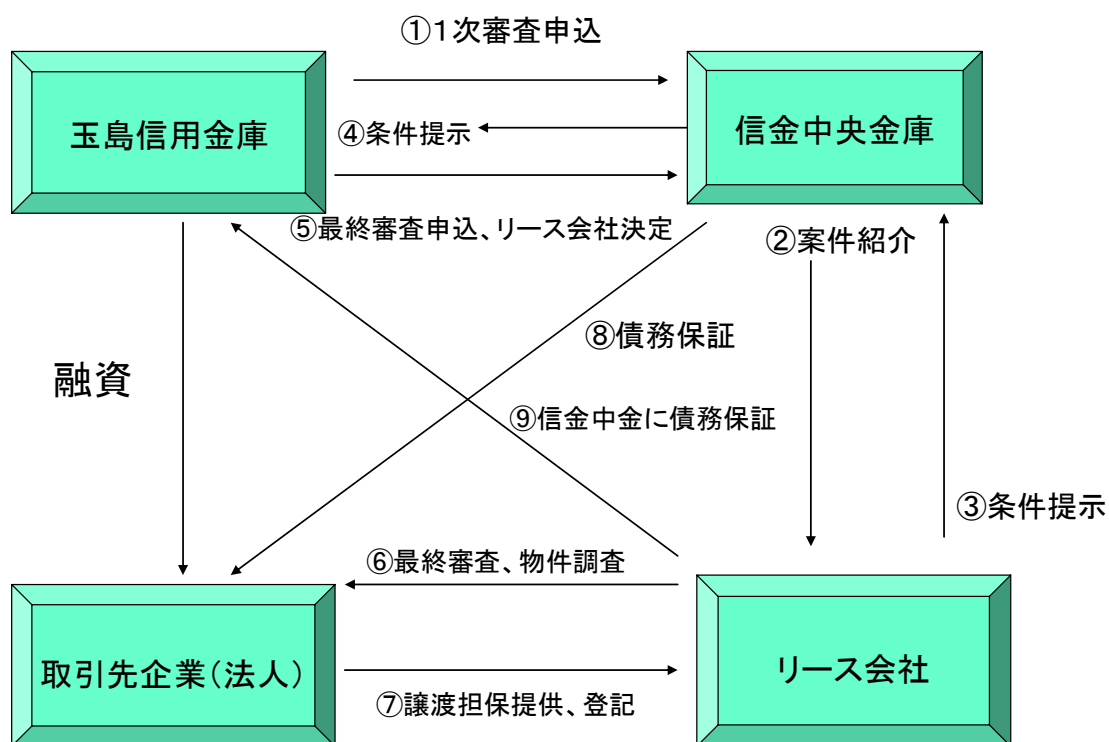 ①1次審査申込
玉島信用金庫
④条件提示
信金中央金庫
⑤最終審査申込、リース会社決定
②案件紹介
⑧債務保証
融資
⑨信金中金に債務保証
③条件提示
⑥最終審査、物件調査
取引先企業(法人)
リース会社
⑦譲渡担保提供、登記